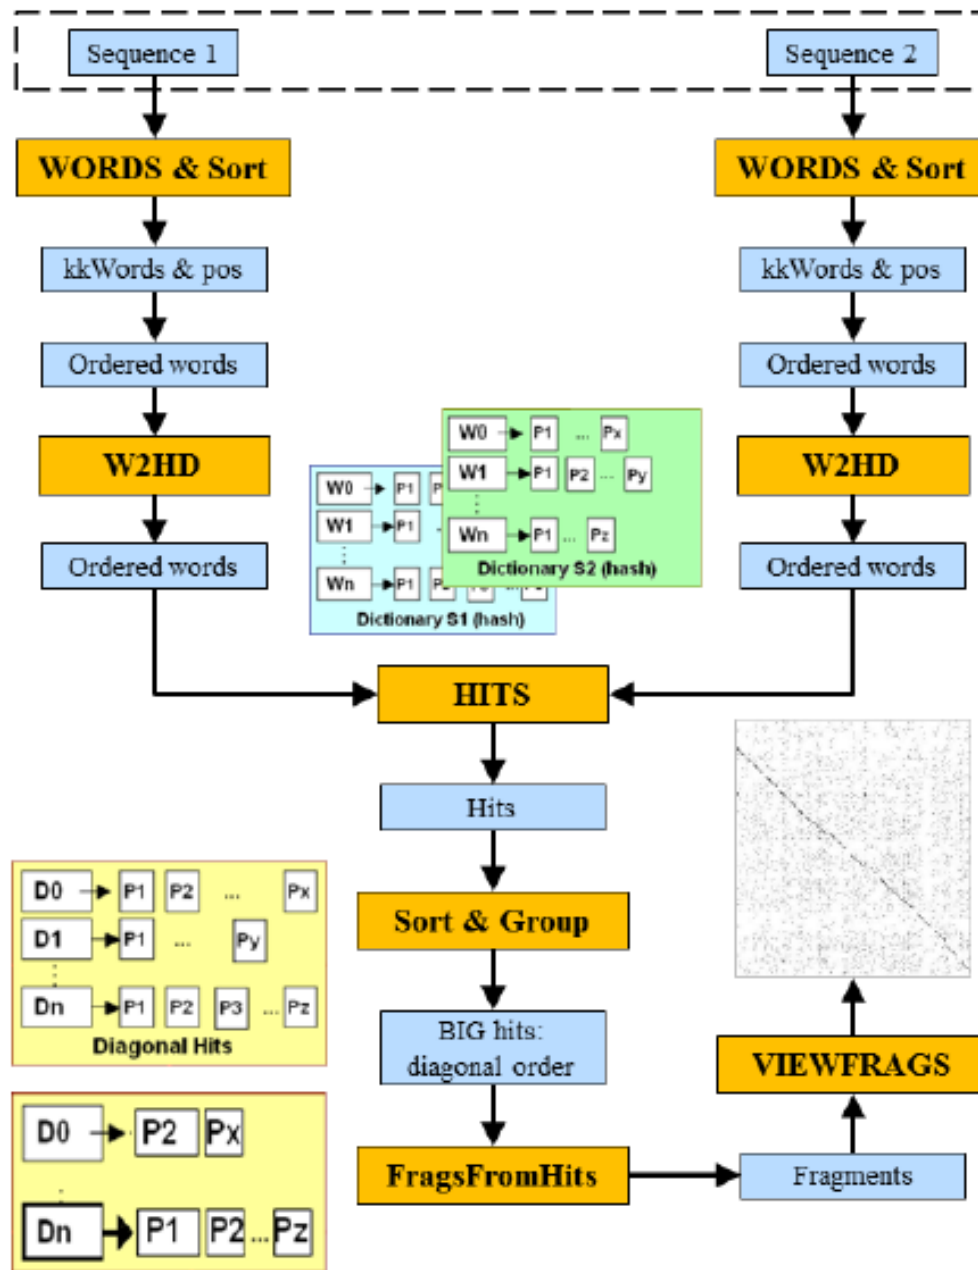 Sequence 1
Sequence 2
WORDS & Sort
WORDS & Sort
kkWords & pos
kkWords & pos
Ordered words
Ordered words
W2HD
W2HD
Ordered words
Ordered words
W0 P1 P
W1 P1
Wn P1
Dictionary S1 (hash)
W0 P1 ... Px
W1 P1 P2 ... Py
Wn P1 ... Pz
Dictionary S2 (hash)
HITS
Hits
Sort & Group
BIG hits:
diagonal order
FragsFromHits
Fragments
VIEWFRAGS
D0 P1 P2 ... Px
D1 P1 ... Py
Dn P1 P2 P3 ... Pz
Diagonal Hits
D0 P2 Px
Dn P1 P2 ... Pz